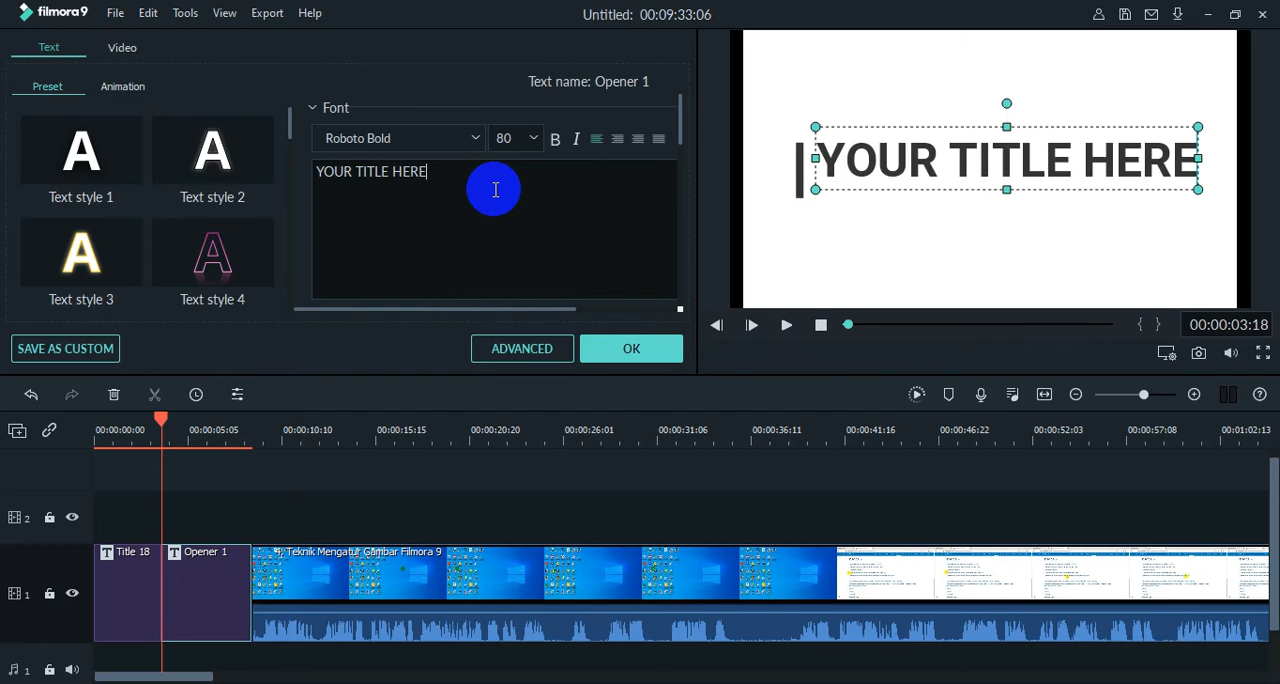 filmora9 File Edit Tools View Export Help Untitled: 00:09:33:06
Text Video
Preset Animation
Text name: Opener 1
Font
Roboto Bold 80 B I
YOUR TITLE HERE
A A
Text style 1 Text style 2
A A
Text style 3 Text style 4
SAVE AS CUSTOM ADVANCED OK
YOUR TITLE HERE
{ } 00:00:03:18
00:00:00:00 00:00:05:05 00:00:10:10 00:00:15:15 00:00:20:20 00:00:26:01 00:00:31:06 00:00:36:11 00:00:41:16 00:00:46:22 00:00:52:03 00:00:57:08 00:01:02:13
2
T Title 18 T Opener 1 Teknik Mengatur Gambar Filmora 9
1
1